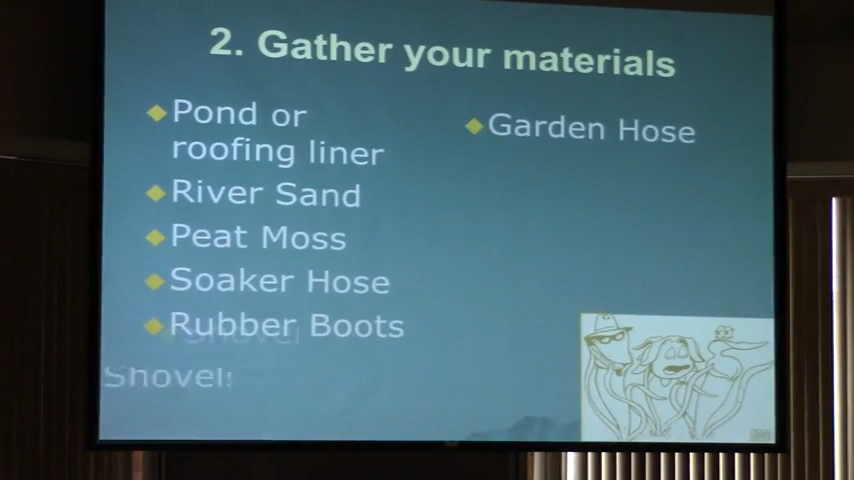 2. Gather your materials
Pond or
roofing liner
River Sand
Peat Moss
Soaker Hose
Rubber Boots
Shovel
Garden Hose